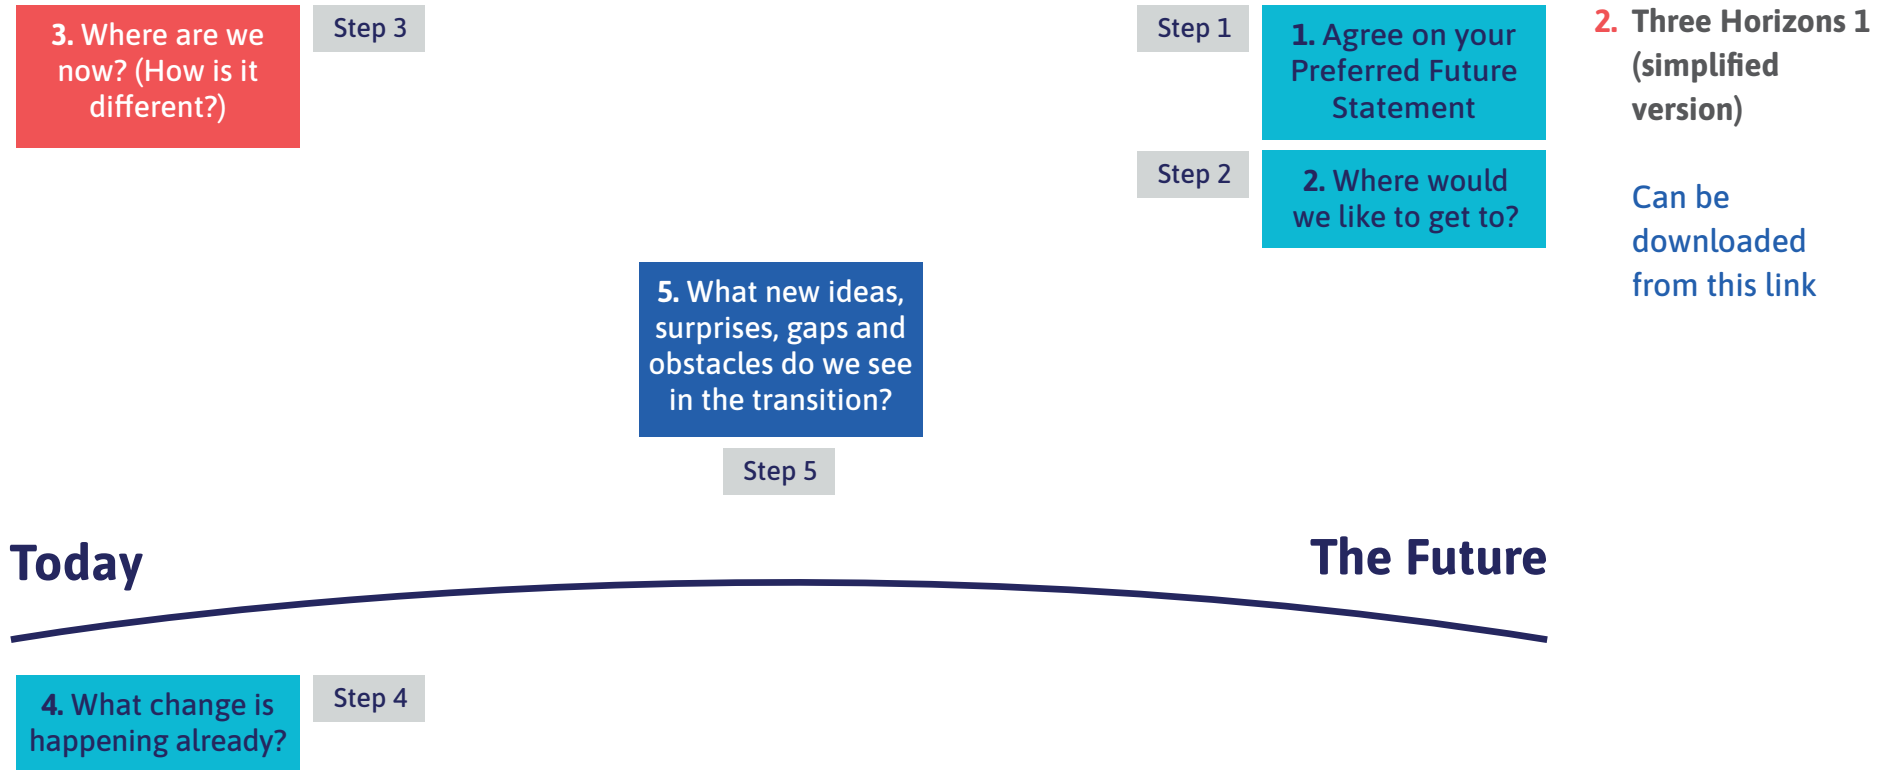 3. Where are we
now? (How is it
different?)
Step 3
Step 1
1. Agree on your
Preferred Future
Statement
Step 2
2. Where would
we like to get to?
2. Three Horizons 1
(simplified
version)
Can be
downloaded
from this link
5. What new ideas,
surprises, gaps and
obstacles do we see
in the transition?
Step 5
Today
The Future
4. What change is
happening already?
Step 4